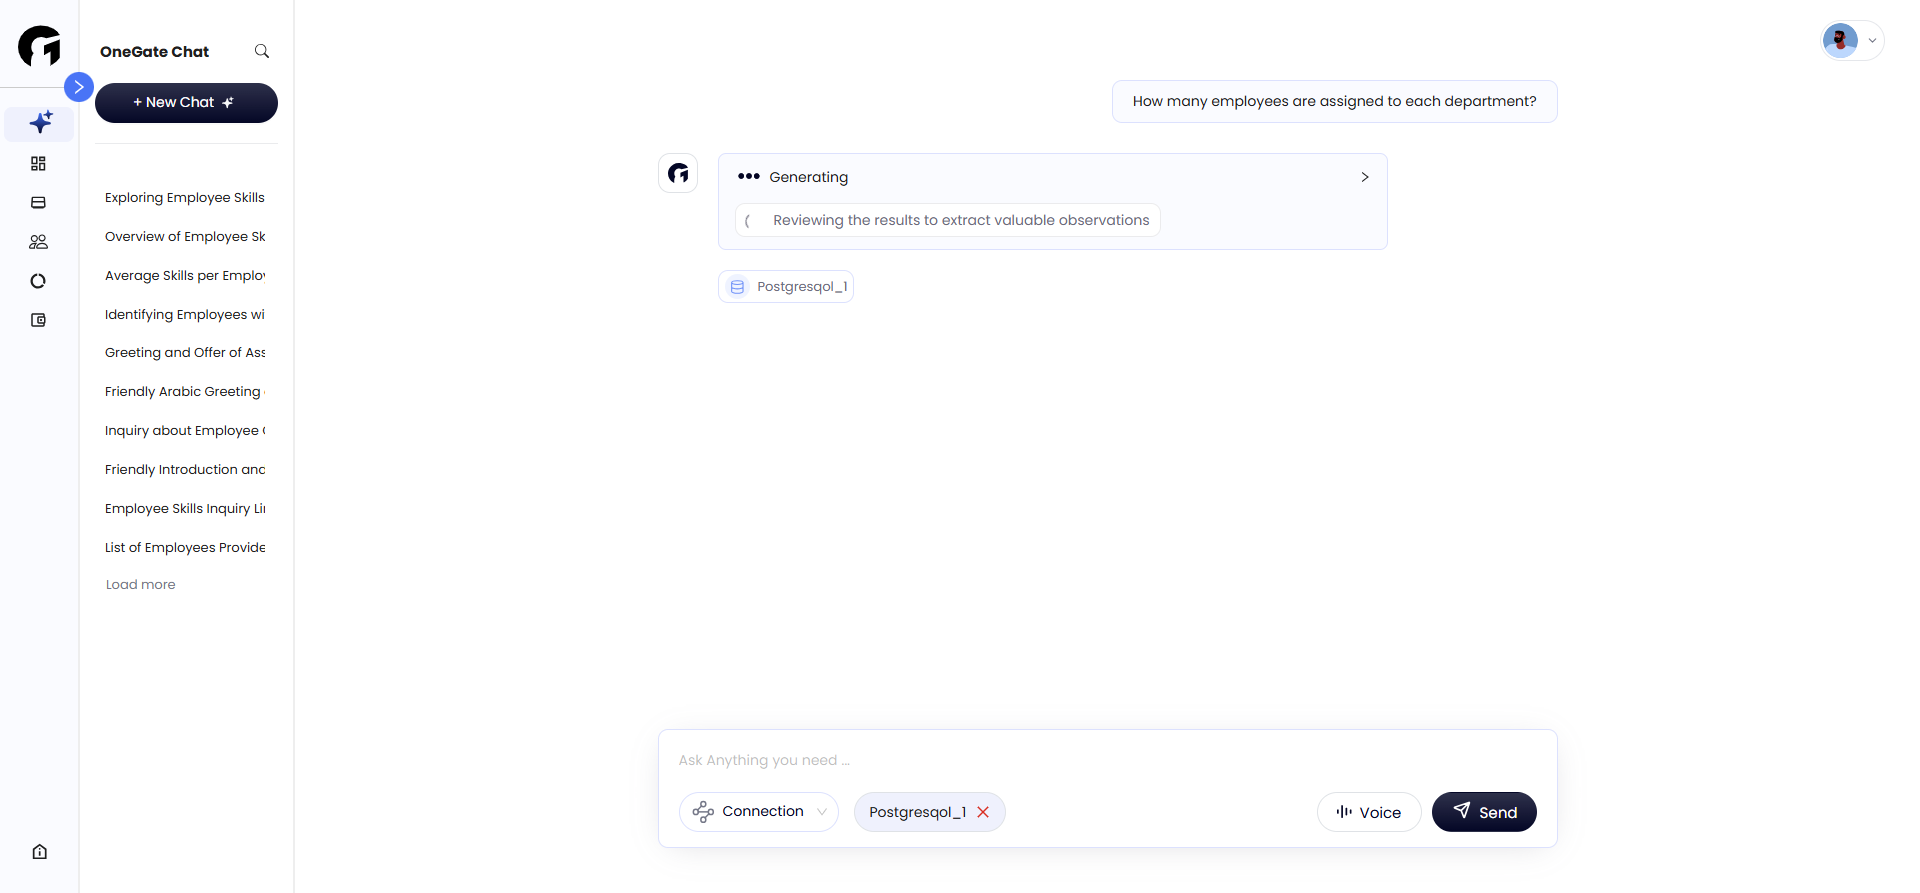 OneGate Chat
+ New Chat
Exploring Employee Skills
Overview of Employee Sk
Average Skills per Employ
Identifying Employees wi
Greeting and Offer of Ass
Friendly Arabic Greeting
Inquiry about Employee
Friendly Introduction and
Employee Skills Inquiry Lin
List of Employees Provide
Load more
How many employees are assigned to each department?
Generating
Reviewing the results to extract valuable observations
Postgresqol_1
Ask Anything you need ...
Connection
Postgresqol_1
Voice
Send